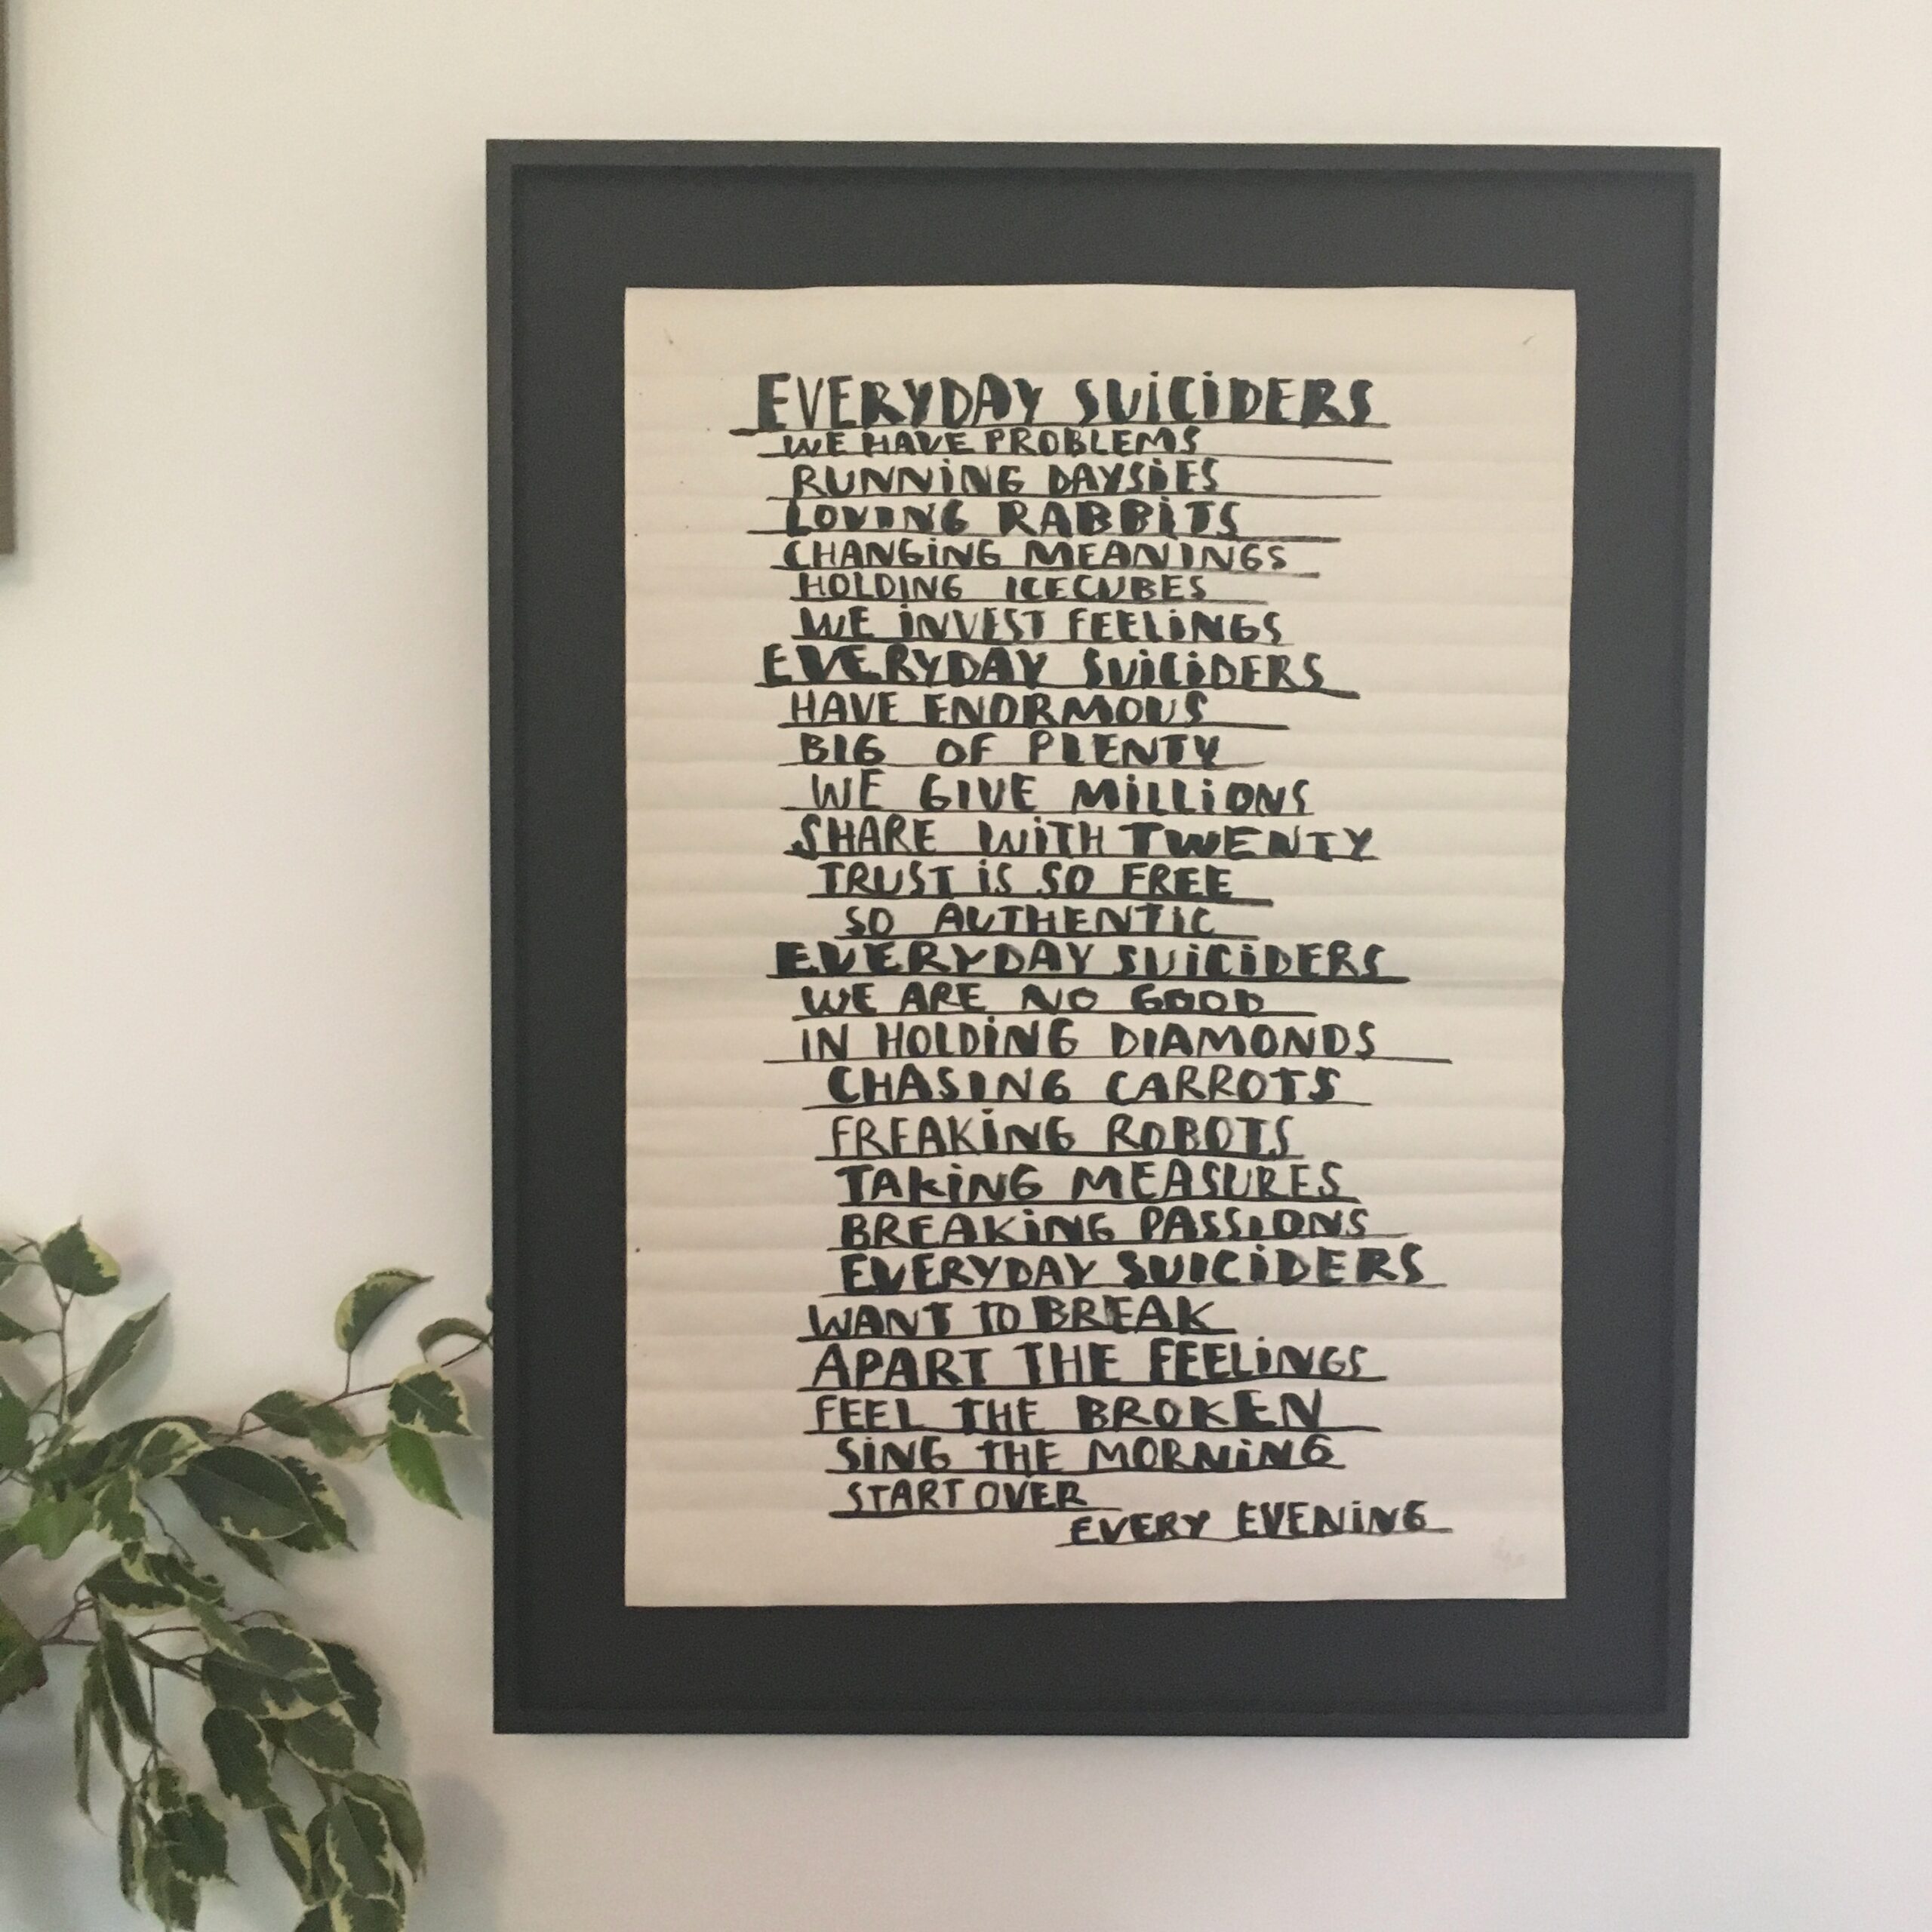 EVERYDAY SUICIDERS
WE HAVE PROBLEMS
RUNNING DAYSIES
LOVING RABBITS
CHANGING MEANINGS
HOLDING ICECUBES
WE INVEST FEELINGS
EVERYDAY SUICIDERS
HAVE ENORMOUS
BIG OF PLENTY
WE GIVE MILLIONS
SHARE WITH TWENTY
TRUST IS SO FREE
SO AUTHENTIC
EVERYDAY SUICIDERS
WE ARE NO GOOD
IN HOLDING DIAMONDS
CHASING CARROTS
FREAKING ROBOTS
TAKING MEASURES
BREAKING PASSIONS
EVERYDAY SUICIDERS
WANT TO BREAK
APART THE FEELINGS
FEEL THE BROKEN
SING THE MORNING
START OVER
EVERY EVENING